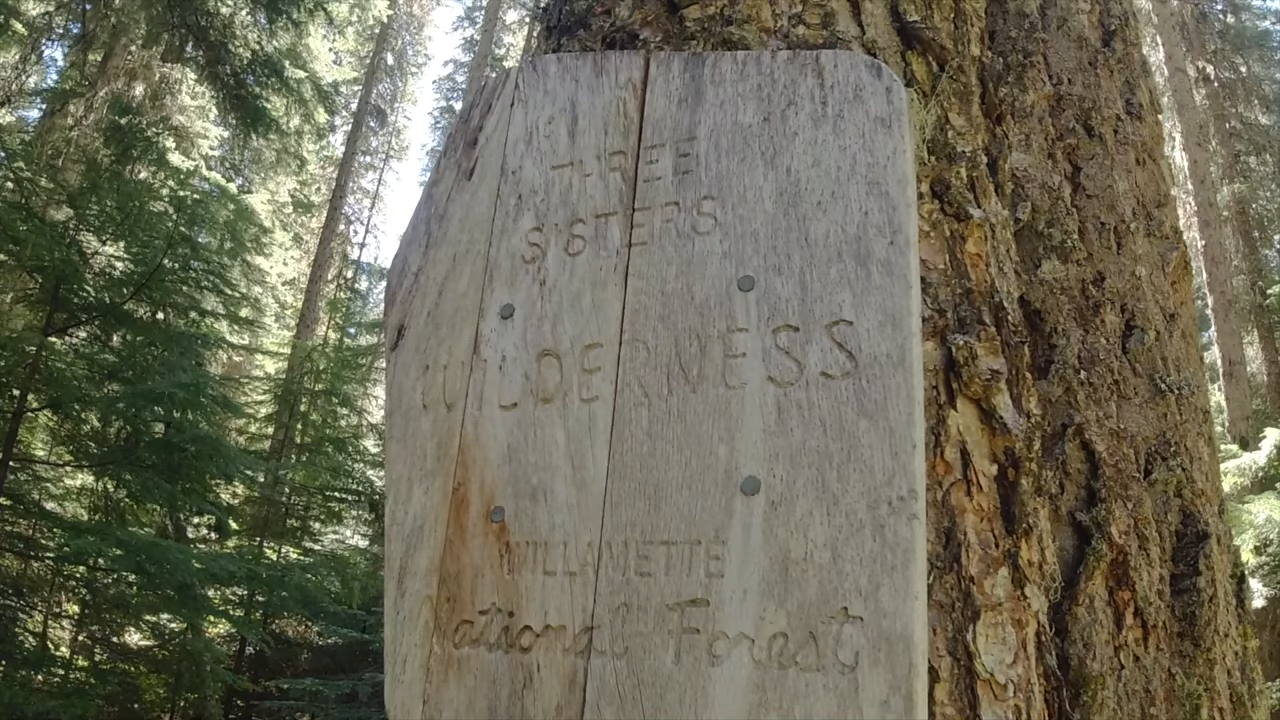 THREE
SISTERS
WILDERNESS
WILLAMETTE
National Forest